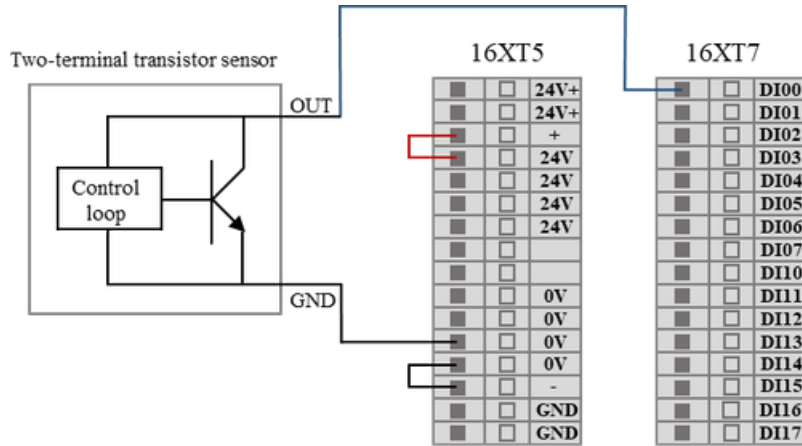 Two-terminal transistor sensor
OUT
Control
loop
GND
16XT5
24V+
24V+
+
24V
24V
24V
24V
0V
0V
0V
0V
-
GND
GND
16XT7
DI00
DI01
DI02
DI03
DI04
DI05
DI06
DI07
DI10
DI11
DI12
DI13
DI14
DI15
DI16
DI17